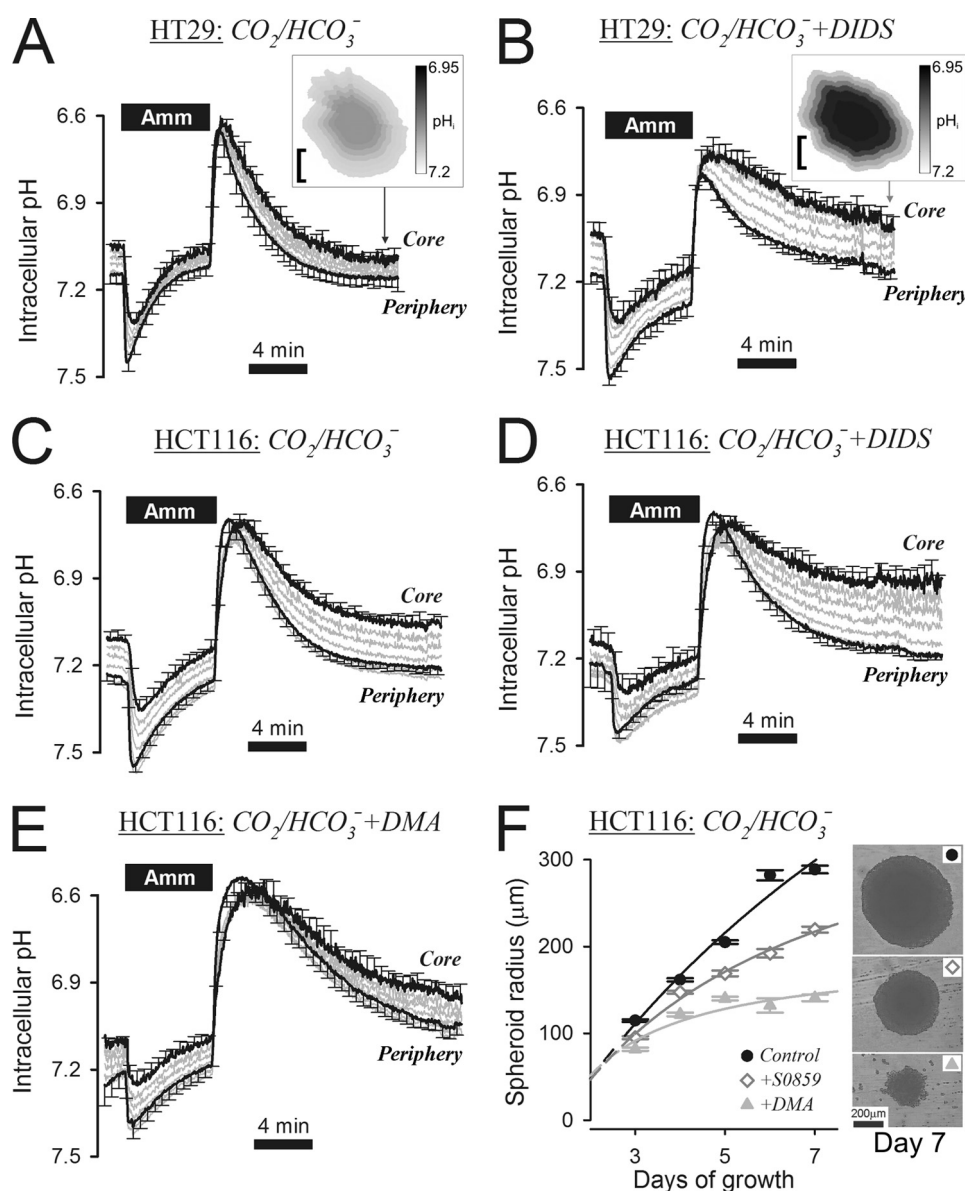 A
HT29: CO₂/HCO₃⁻
6.6
6.9
7.2
7.5
Intracellular pH
Amm
6.95
pHᵢ
7.2
Core
Periphery
4 min
B
HT29: CO₂/HCO₃⁻+DIDS
6.6
6.9
7.2
7.5
Intracellular pH
Amm
6.95
pHᵢ
7.2
Core
Periphery
4 min
C
HCT116: CO₂/HCO₃⁻
6.6
6.9
7.2
7.5
Intracellular pH
Amm
Core
Periphery
4 min
D
HCT116: CO₂/HCO₃⁻+DIDS
6.6
6.9
7.2
7.5
Intracellular pH
Amm
Core
Periphery
4 min
E
HCT116: CO₂/HCO₃⁻+DMA
6.6
6.9
7.2
7.5
Intracellular pH
Amm
Core
Periphery
4 min
F
HCT116: CO₂/HCO₃⁻
300
200
100
0
Spheroid radius (μm)
Control
+S0859
+DMA
3 5 7
Days of growth
200μm
Day 7